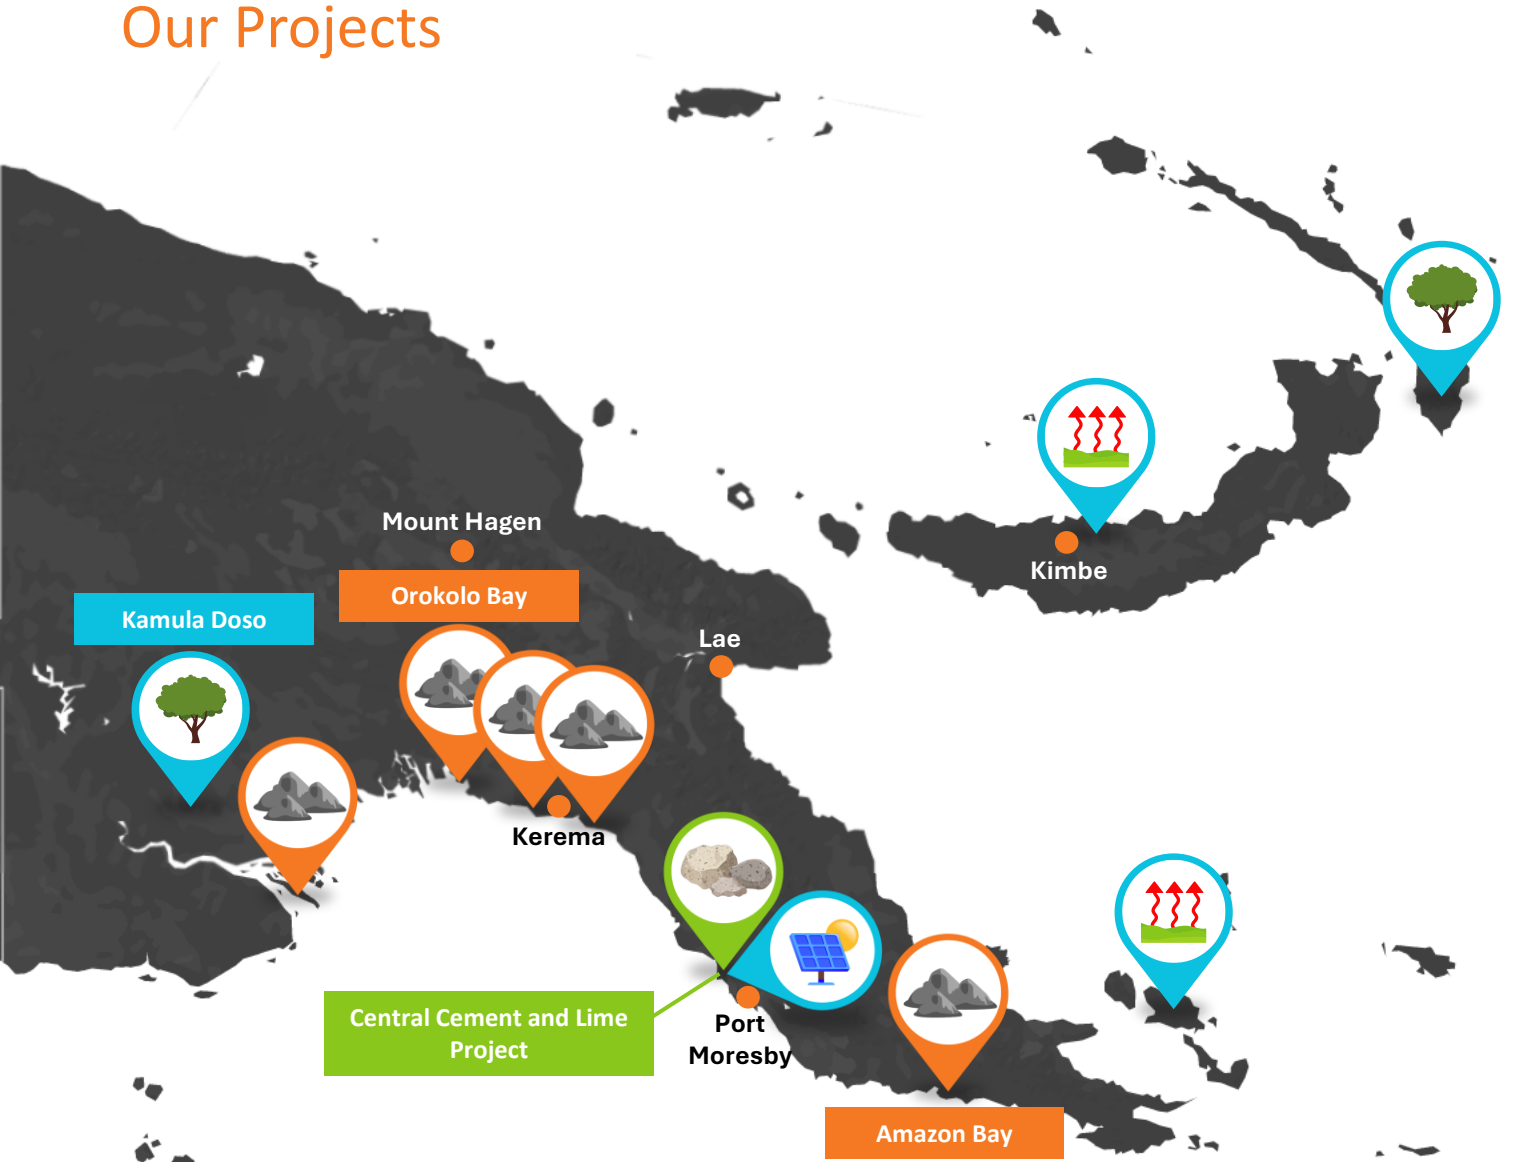 Our Projects
Mount Hagen
Orokolo Bay
Kamula Doso
Lae
Kimbe
Kerema
Central Cement and Lime
Project
Port
Moresby
Amazon Bay